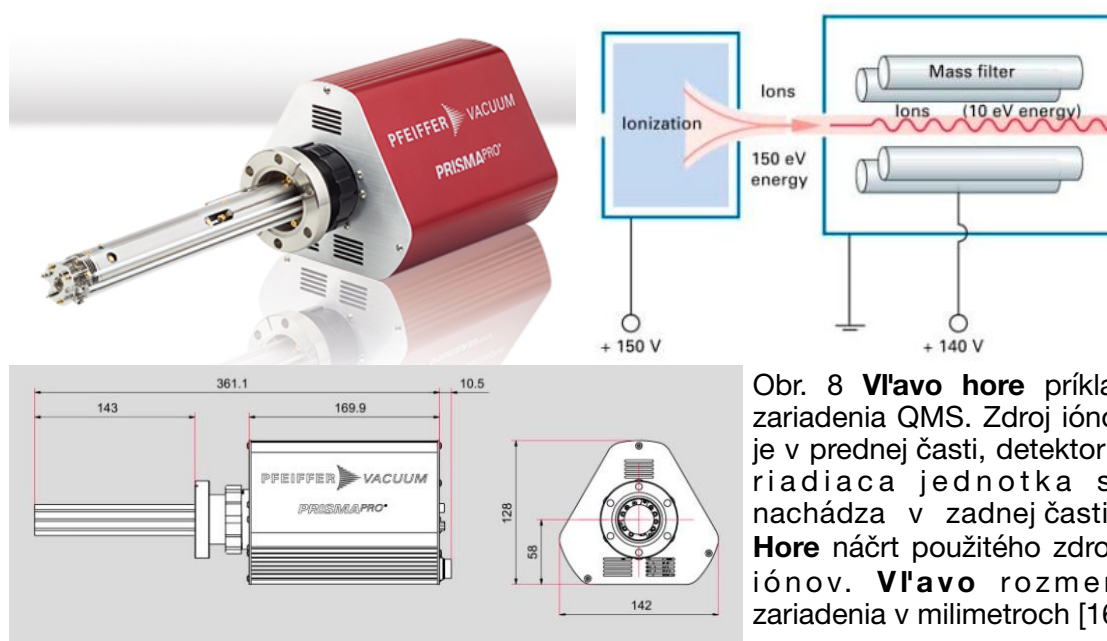 PFEIFFER VACUUM
PRISMAPRO®
Ionization
Ions
150 eV
energy
Mass filter
Ions (10 eV energy)
+ 150 V
+ 140 V
361.1
10.5
143
169.9
PFEIFFER VACUUM
PRISMAPRO®
128
58
142
Obr. 8 Vľavo hore príkla
zariadenia QMS. Zdroj ióno
je v prednej časti, detektor
riadiaca jednotka s
nachádza v zadnej časti
Hore náčrt použitého zdro
iónov. Vľavo rozmer
zariadenia v milimetroch [16